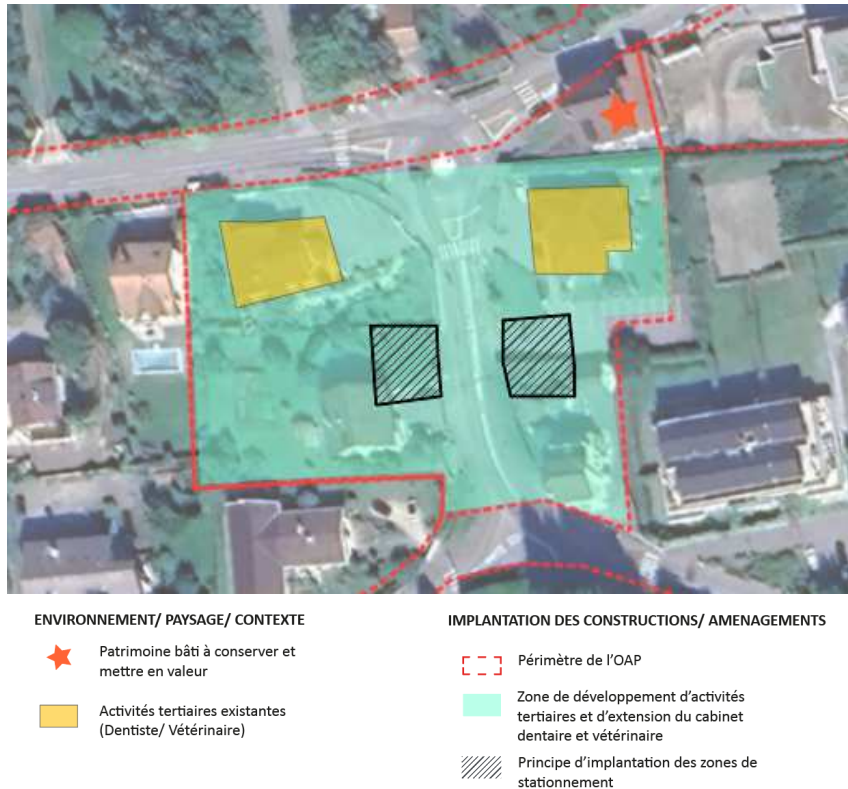 ENVIRONNEMENT/ PAYSAGE/ CONTEXTE
Patrimoine bâti à conserver et
mettre en valeur
Activités tertiaires existantes
(Dentiste/ Vétérinaire)
IMPLANTATION DES CONSTRUCTIONS/ AMENAGEMENTS
Périmètre de l'OAP
Zone de développement d'activités
tertiaires et d'extension du cabinet
dentaire et vétérinaire
Principe d'implantation des zones de
stationnement